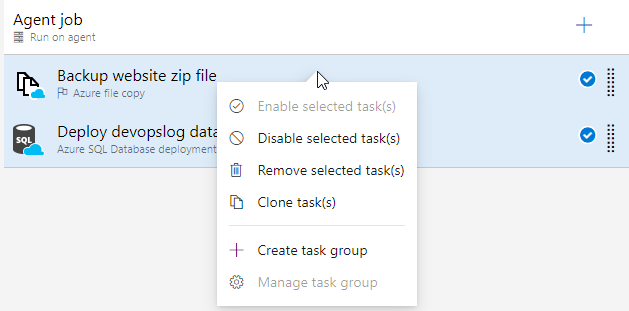 Agent job
Run on agent
Backup website zip file
Azure file copy
SQL
Deploy devopslog data
Azure SQL Database deployment
Enable selected task(s)
Disable selected task(s)
Remove selected task(s)
Clone task(s)
Create task group
Manage task group